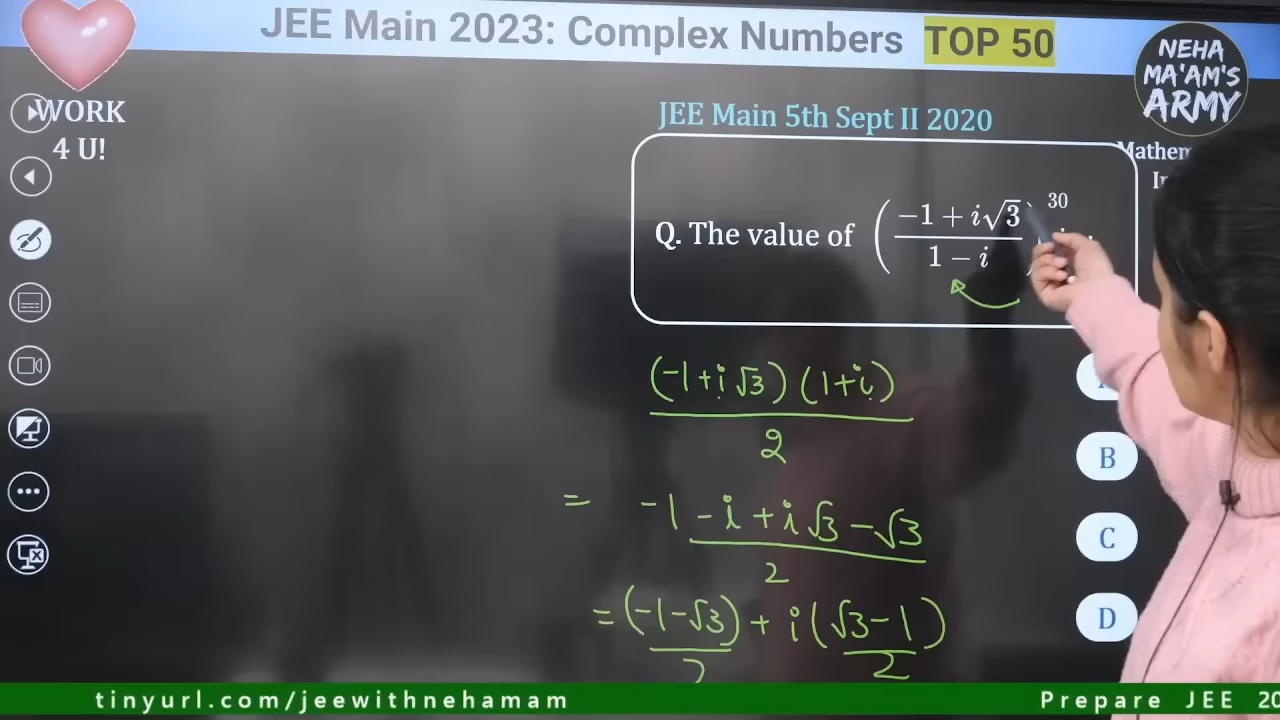 JEE Main 2023: Complex Numbers TOP 50
NEHA
MA'AM'S
ARMY
WORK
4 U!
JEE Main 5th Sept II 2020
Q. The value of ((-1 + i√3)/(1 - i))^30
(-1+i√3)(1+i)
2
= -1 - i + i√3 - √3
2
= (-1-√3) + i(√3-1)
2 2
B
C
D
tinyurl.com/jeewithnehamam
Prepare JEE